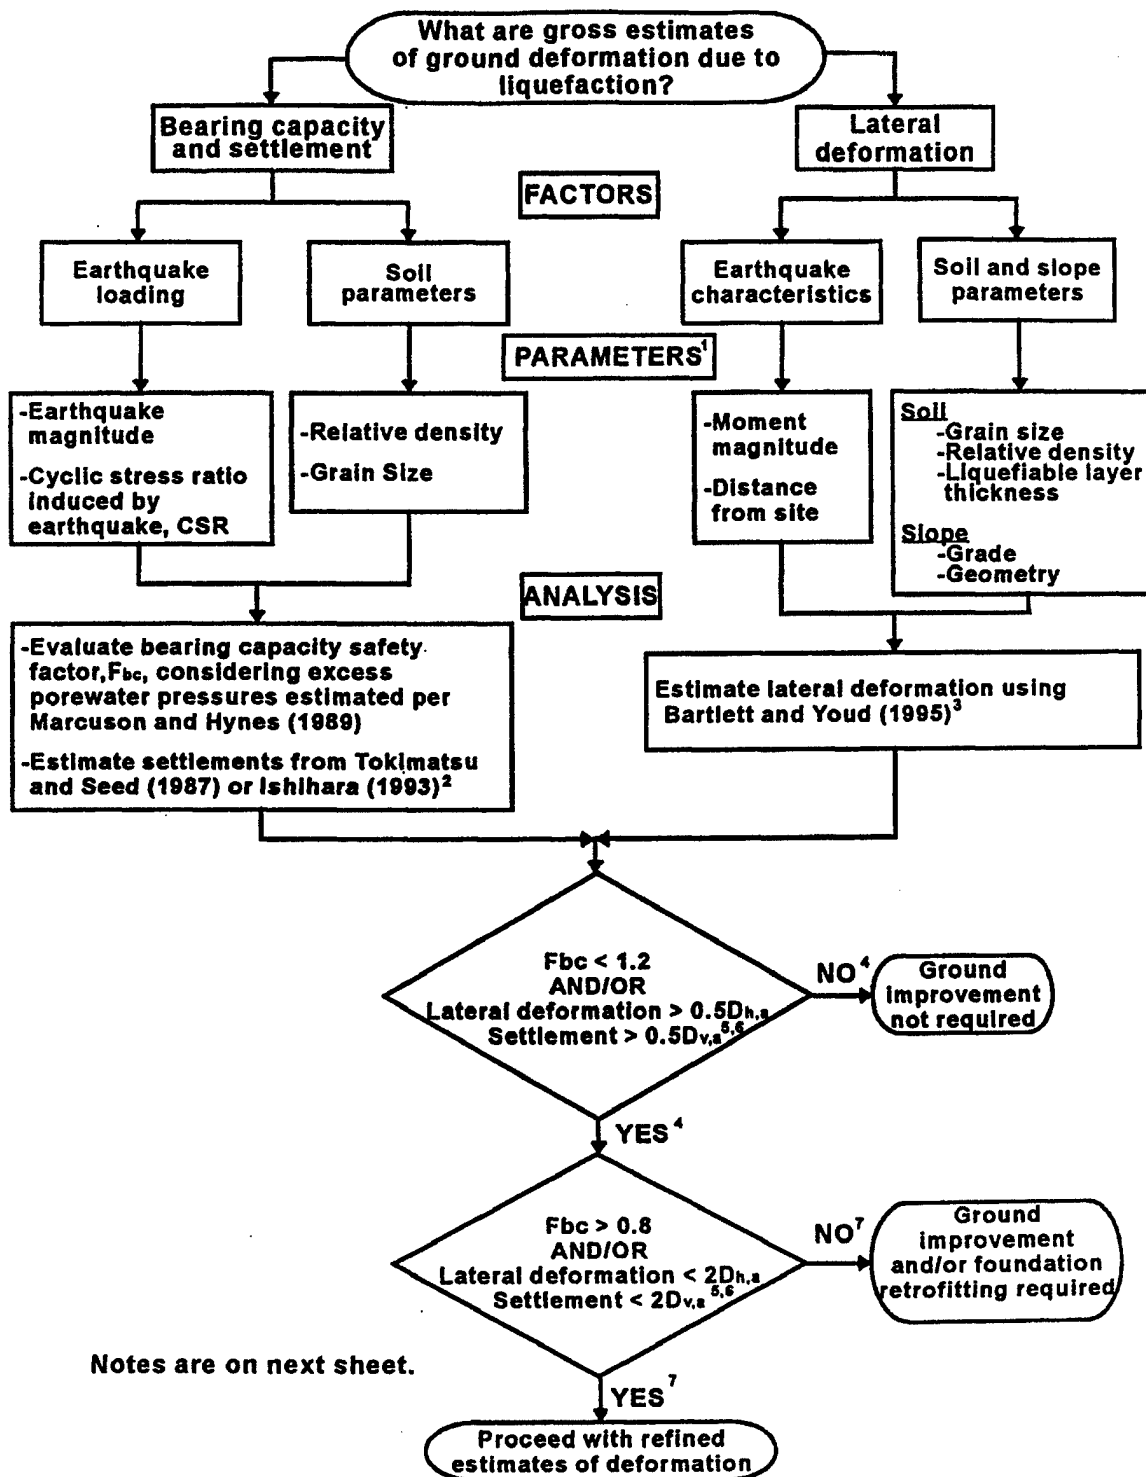 What are gross estimates
of ground deformation due to
liquefaction?
Bearing capacity
and settlement
Lateral
deformation
FACTORS
Earthquake
loading
Soil
parameters
Earthquake
characteristics
Soil and slope
parameters
PARAMETERS¹
-Earthquake
magnitude
-Cyclic stress ratio
induced by
earthquake, CSR
-Relative density
-Grain Size
-Moment
magnitude
-Distance
from site
Soil
-Grain size
-Relative density
-Liquefiable layer
thickness
Slope
-Grade
-Geometry
ANALYSIS
-Evaluate bearing capacity safety
factor,Fbc, considering excess
porewater pressures estimated per
Marcuson and Hynes (1989)
-Estimate settlements from Tokimatsu
and Seed (1987) or Ishihara (1993)²
Estimate lateral deformation using
Bartlett and Youd (1995)³
Fbc < 1.2
AND/OR
Lateral deformation > 0.5Dh,a
Settlement > 0.5Dv,a⁵,⁶
NO⁴
Ground
improvement
not required
YES⁴
Fbc > 0.8
AND/OR
Lateral deformation < 2Dh,a
Settlement < 2Dv,a⁵,⁶
NO⁷
Ground
improvement
and/or foundation
retrofitting required
Notes are on next sheet.
YES⁷
Proceed with refined
estimates of deformation